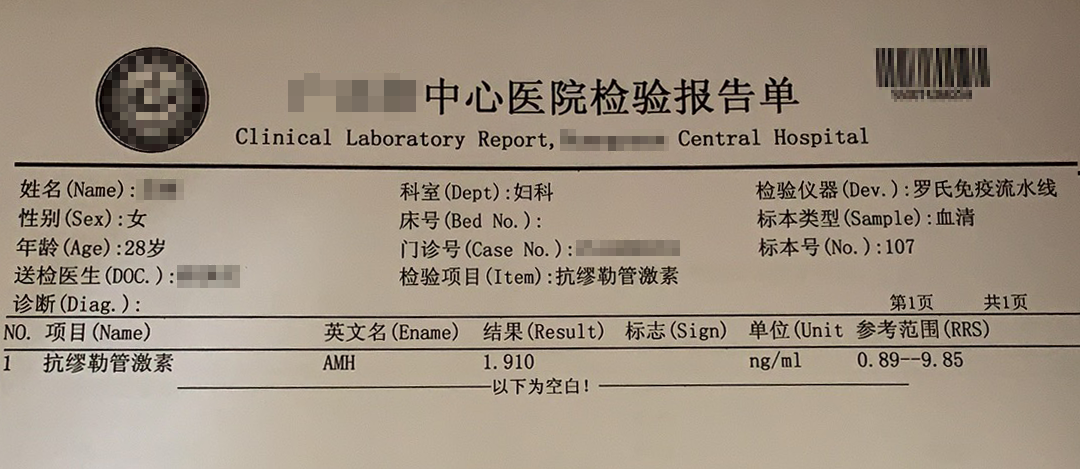 中心医院检验报告单
Clinical Laboratory Report, Central Hospital
姓名(Name): 科室(Dept):妇科 检验仪器(Dev.):罗氏免疫流水线
性别(Sex):女 床号(Bed No.): 标本类型(Sample):血清
年龄(Age):28岁 门诊号(Case No.): 标本号(No.):107
送检医生(DOC.): 检验项目(Item):抗缪勒管激素
诊断(Diag.): 第1页 共1页
NO. 项目(Name) 英文名(Ename) 结果(Result) 标志(Sign) 单位(Unit 参考范围(RRS)
1 抗缪勒管激素 AMH 1.910 ng/ml 0.89--9.85
以下为空白!